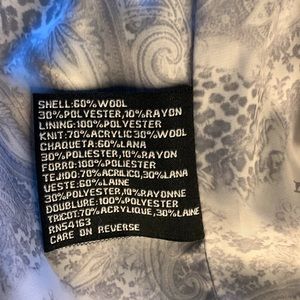 SHELL:60%WOOL
30%POLYESTER,10%RAYON
LINING:100%POLYESTER
KNIT:70%ACRYLIC30%WOOL
CHAQUETA:60%LANA
30%POLIESTER,10%RAYON
FORRO:100%POLIESTER
TEJIDO:70%ACRILICO,30%LANA
VESTE:60%LAINE
30%POLYESTER,10%RAYONNE
DOUBLURE:100%POLYESTER
TRICOT:70%ACRYLIQUE,30%LAINE
RN54163
CARE ON REVERSE